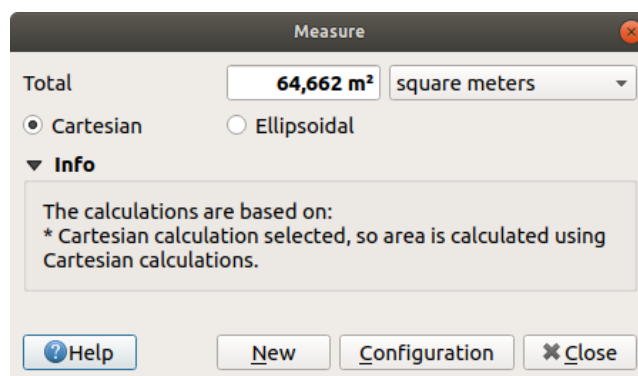 Measure
Total 64,662 m² square meters
Cartesian Ellipsoidal
Info
The calculations are based on:
* Cartesian calculation selected, so area is calculated using
Cartesian calculations.
Help New Configuration Close